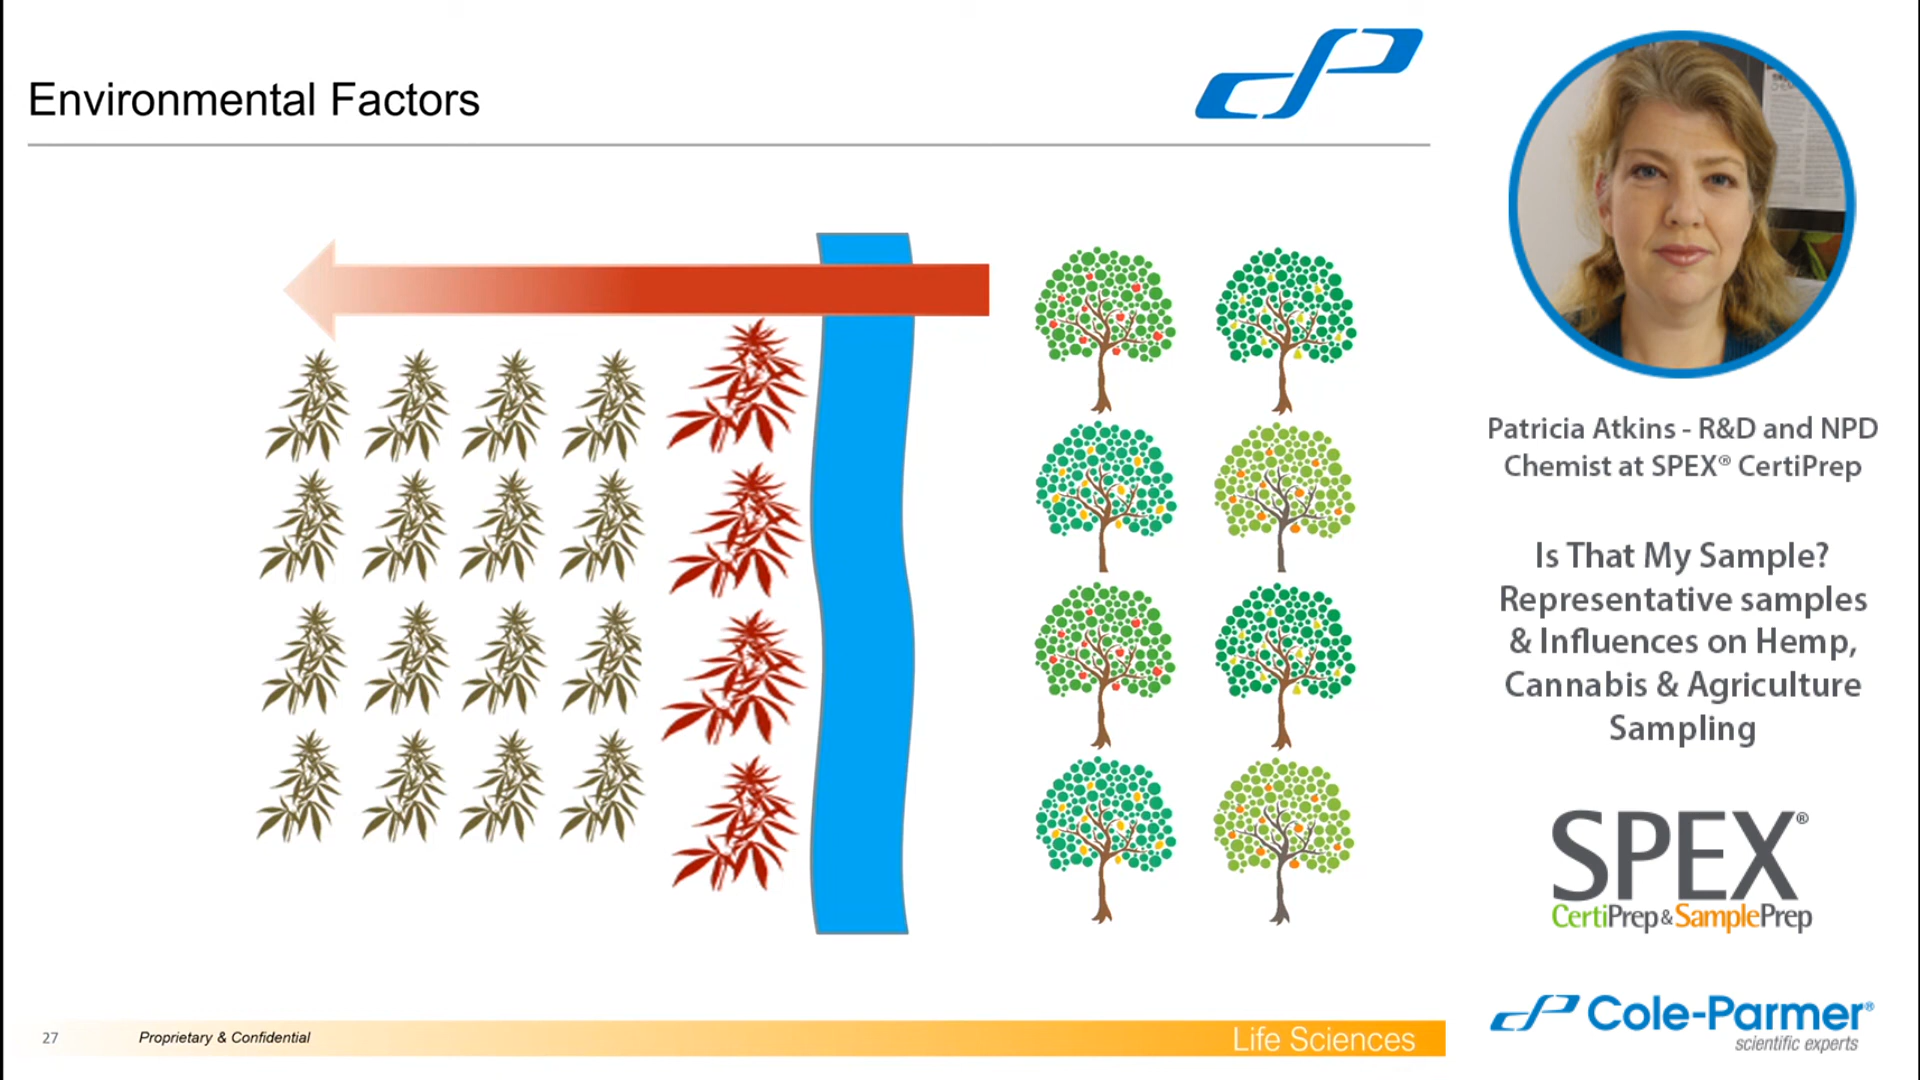 Environmental Factors
Patricia Atkins - R&D and NPD
Chemist at SPEX® CertiPrep
Is That My Sample?
Representative samples
& Influences on Hemp,
Cannabis & Agriculture
Sampling
SPEX®
CertiPrep & SamplePrep
Cole-Parmer®
scientific experts
27
Proprietary & Confidential
Life Sciences